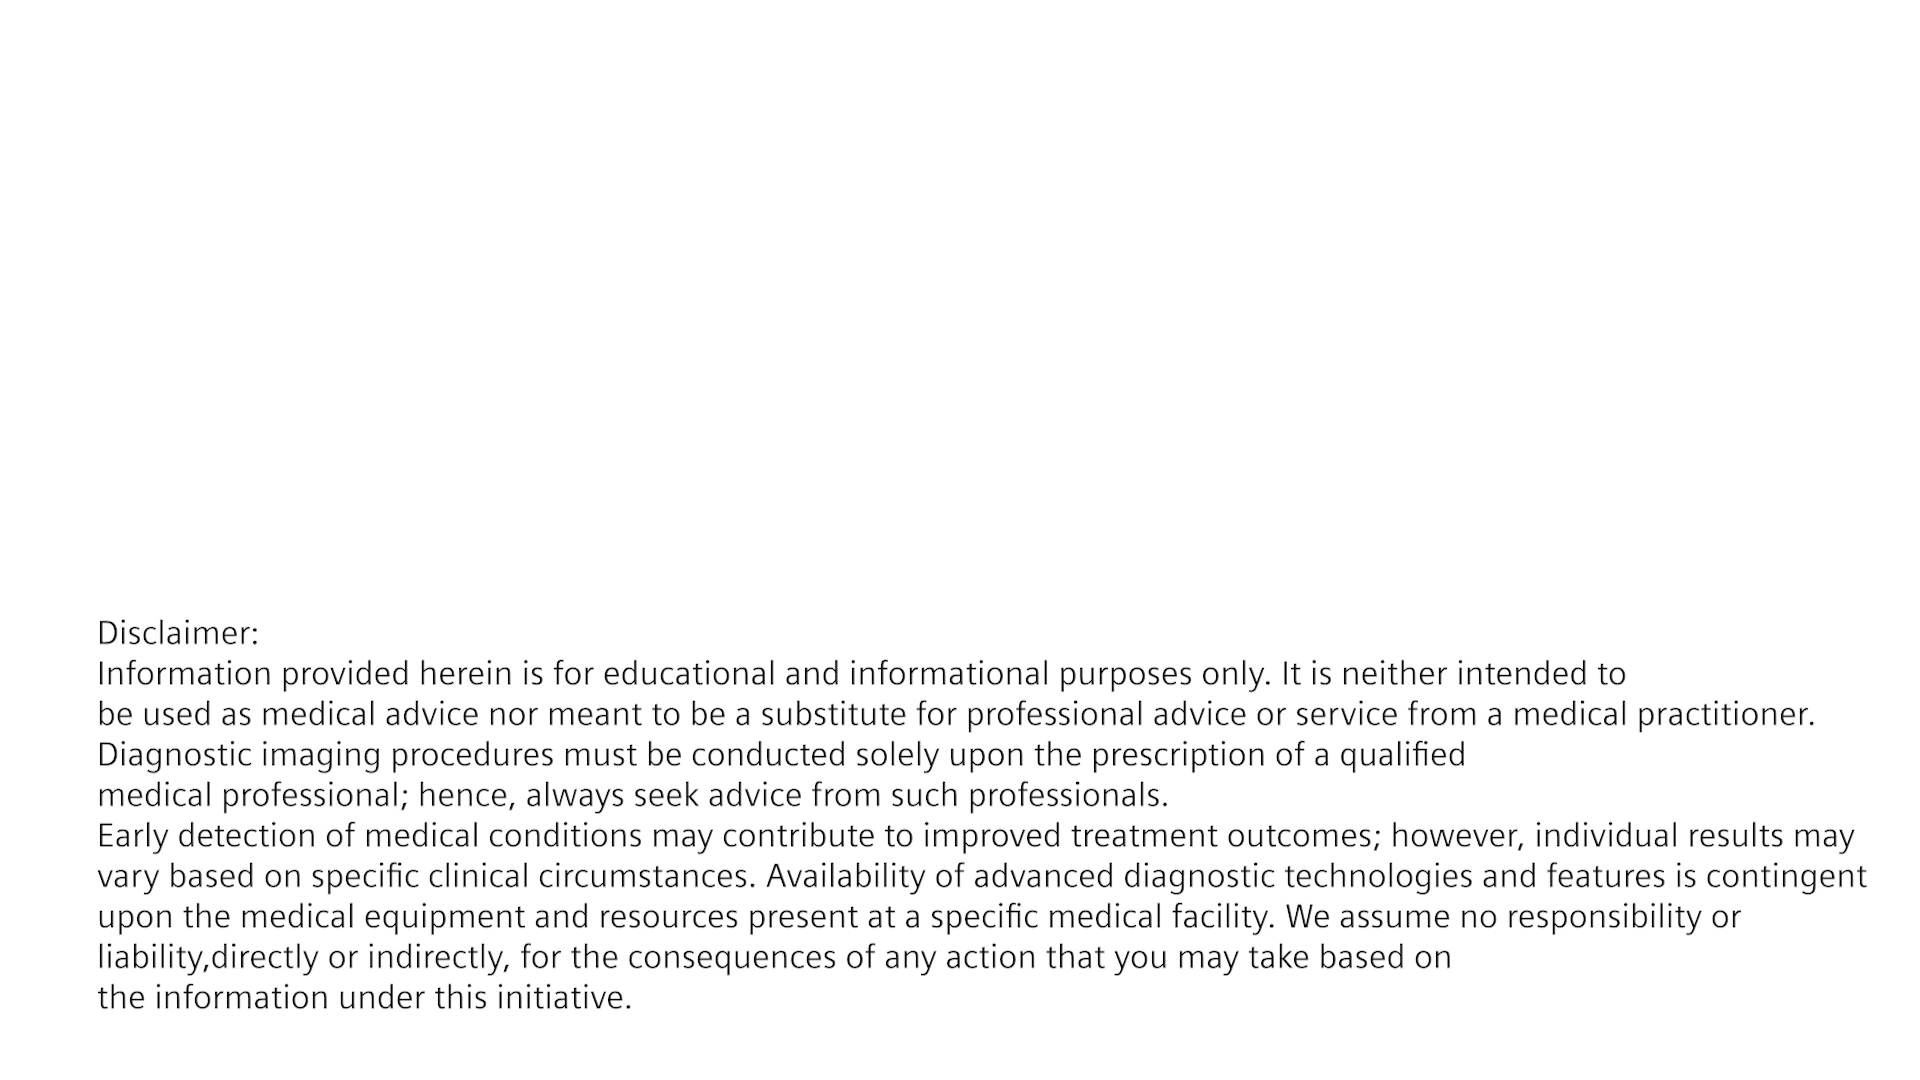 Disclaimer:
Information provided herein is for educational and informational purposes only. It is neither intended to
be used as medical advice nor meant to be a substitute for professional advice or service from a medical practitioner.
Diagnostic imaging procedures must be conducted solely upon the prescription of a qualified
medical professional; hence, always seek advice from such professionals.
Early detection of medical conditions may contribute to improved treatment outcomes; however, individual results may
vary based on specific clinical circumstances. Availability of advanced diagnostic technologies and features is contingent
upon the medical equipment and resources present at a specific medical facility. We assume no responsibility or
liability,directly or indirectly, for the consequences of any action that you may take based on
the information under this initiative.